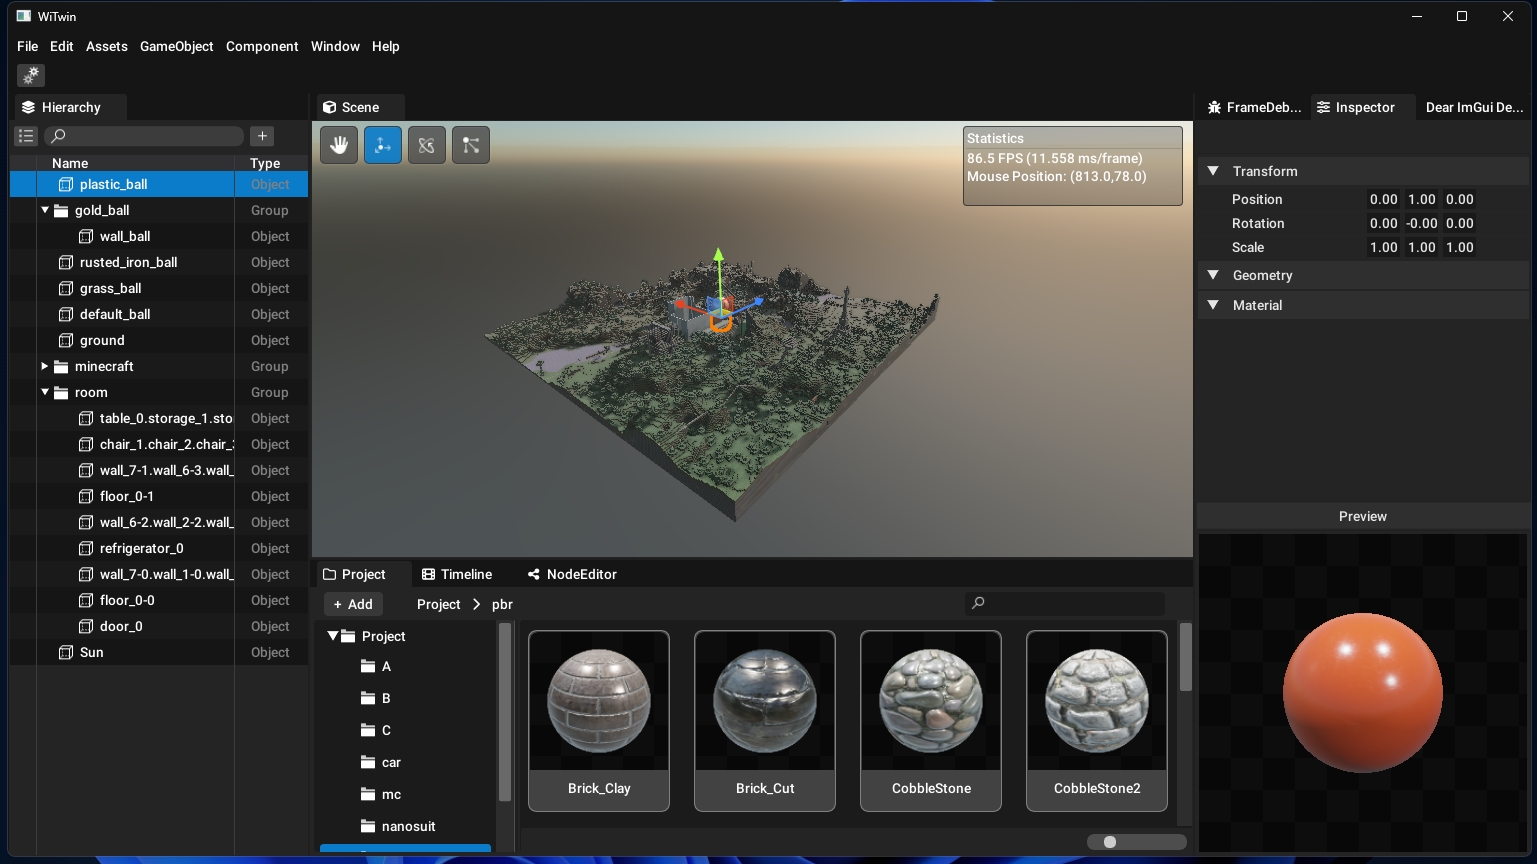 WiTwin
File Edit Assets GameObject Component Window Help
Hierarchy
Name Type
plastic_ball Object
gold_ball Group
wall_ball Object
rusted_iron_ball Object
grass_ball Object
default_ball Object
ground Object
minecraft Group
room Group
table_0.storage_1.sto Object
chair_1.chair_2.chair_ Object
wall_7-1.wall_6-3.wall_ Object
floor_0-1 Object
wall_6-2.wall_2-2.wall_ Object
refrigerator_0 Object
wall_7-0.wall_1-0.wall_ Object
floor_0-0 Object
door_0 Object
Sun Object
Scene
Statistics
86.5 FPS (11.558 ms/frame)
Mouse Position: (813.0,78.0)
Project Timeline NodeEditor
+ Add Project > pbr
Project
A
B
C
car
mc
nanosuit
Brick_Clay Brick_Cut CobbleStone CobbleStone2
FrameDeb... Inspector Dear ImGui De...
Transform
Position 0.00 1.00 0.00
Rotation 0.00 -0.00 0.00
Scale 1.00 1.00 1.00
Geometry
Material
Preview